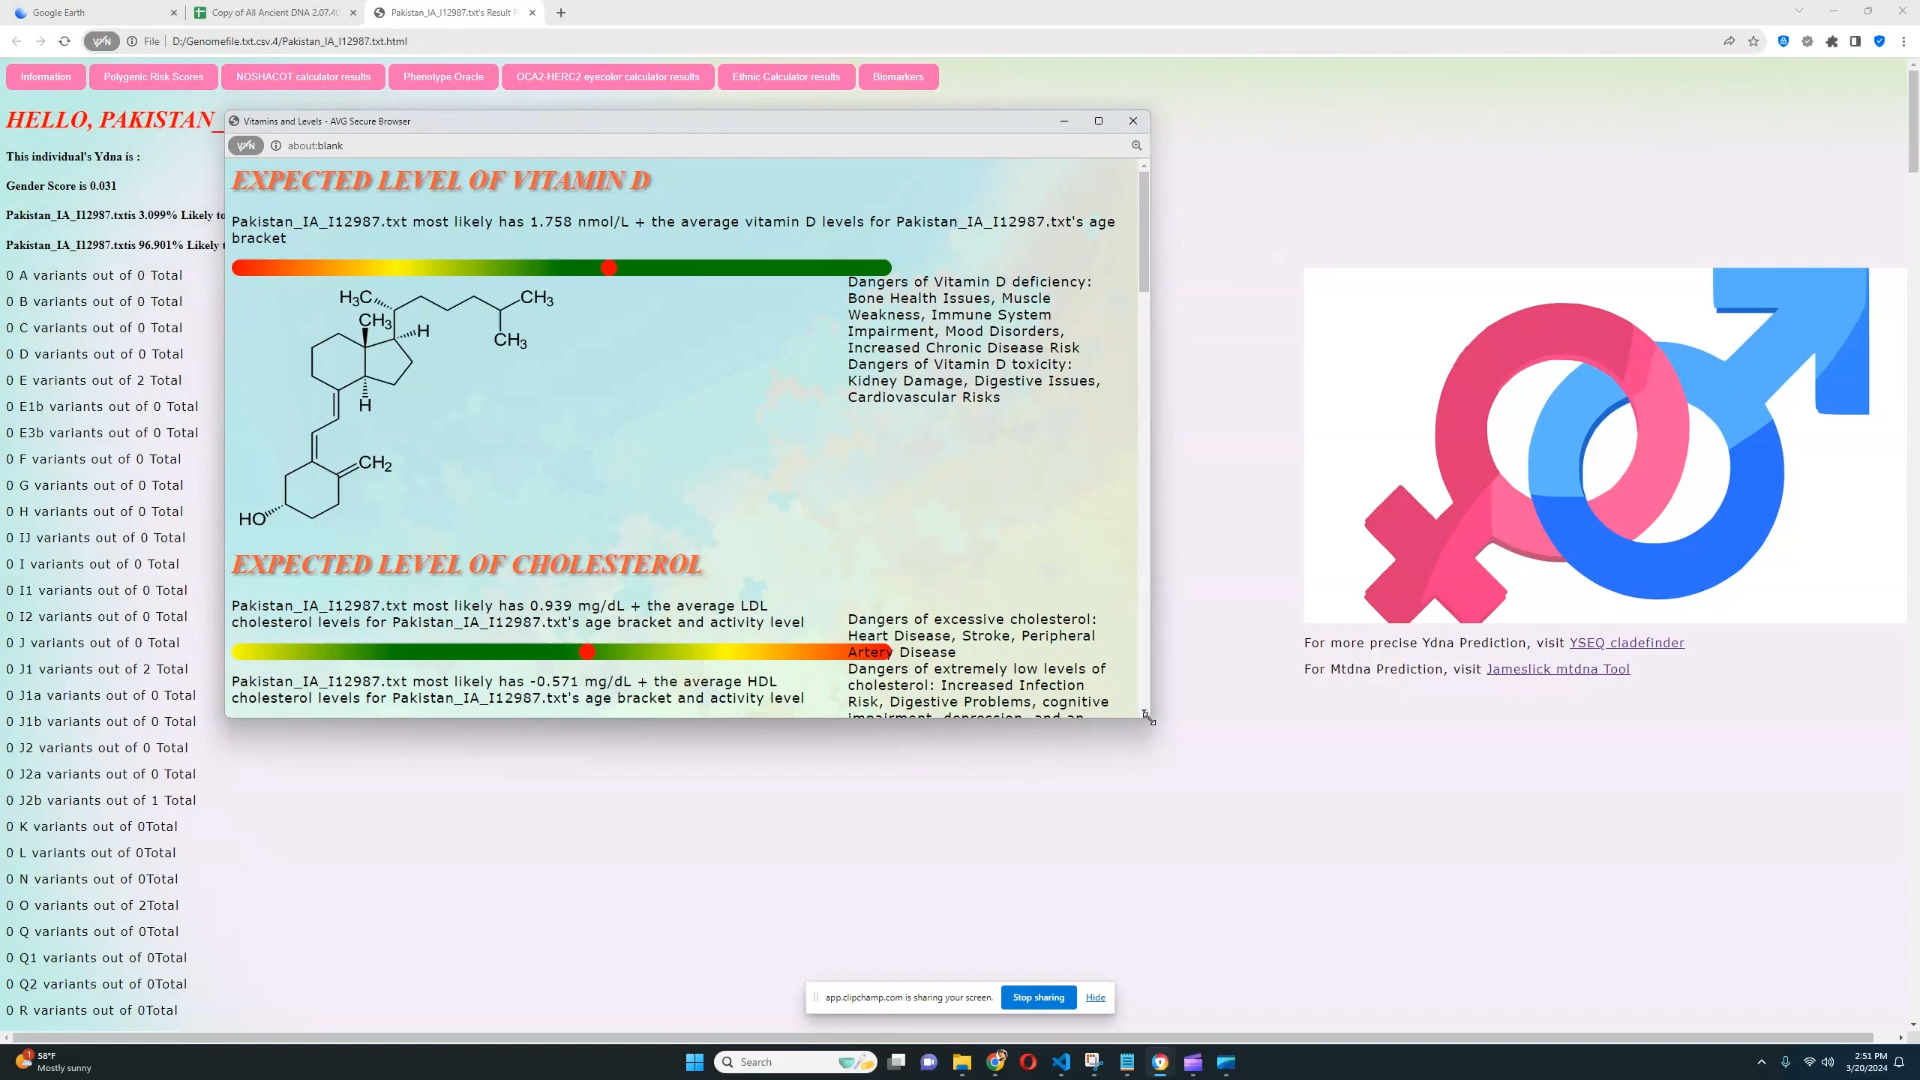 Google Earth
Copy of All Ancient DNA 2.07.40
Pakistan_IA_I12987.txt's Result P
VPN
File
D:/Genomefile.txt.csv.4/Pakistan_IA_I12987.txt.html
Information
Polygenic Risk Scores
NOSHACOT calculator results
Phenotype Oracle
OCA2-HERC2 eyecolor calculator results
Ethnic Calculator results
Biomarkers
HELLO, PAKISTAN_
This individual's Ydna is :
Gender Score is 0.031
Pakistan_IA_I12987.txtis 3.099% Likely to
Pakistan_IA_I12987.txtis 96.901% Likely t
0 A variants out of 0 Total
0 B variants out of 0 Total
0 C variants out of 0 Total
0 D variants out of 0 Total
0 E variants out of 2 Total
0 E1b variants out of 0 Total
0 E3b variants out of 0 Total
0 F variants out of 0 Total
0 G variants out of 0 Total
0 H variants out of 0 Total
0 IJ variants out of 0 Total
0 I variants out of 0 Total
0 I1 variants out of 0 Total
0 I2 variants out of 0 Total
0 J variants out of 0 Total
0 J1 variants out of 2 Total
0 J1a variants out of 0 Total
0 J1b variants out of 0 Total
0 J2 variants out of 0 Total
0 J2a variants out of 0 Total
0 J2b variants out of 1 Total
0 K variants out of 0Total
0 L variants out of 0Total
0 N variants out of 0Total
0 O variants out of 2Total
0 Q variants out of 0Total
0 Q1 variants out of 0Total
0 Q2 variants out of 0Total
0 R variants out of 0Total
Vitamins and Levels - AVG Secure Browser
VPN
about:blank
EXPECTED LEVEL OF VITAMIN D
Pakistan_IA_I12987.txt most likely has 1.758 nmol/L + the average vitamin D levels for Pakistan_IA_I12987.txt's age
bracket
H3C
CH3
CH3
H
CH3
H
CH2
HO
Dangers of Vitamin D deficiency:
Bone Health Issues, Muscle
Weakness, Immune System
Impairment, Mood Disorders,
Increased Chronic Disease Risk
Dangers of Vitamin D toxicity:
Kidney Damage, Digestive Issues,
Cardiovascular Risks
EXPECTED LEVEL OF CHOLESTEROL
Pakistan_IA_I12987.txt most likely has 0.939 mg/dL + the average LDL
cholesterol levels for Pakistan_IA_I12987.txt's age bracket and activity level
Pakistan_IA_I12987.txt most likely has -0.571 mg/dL + the average HDL
cholesterol levels for Pakistan_IA_I12987.txt's age bracket and activity level
Dangers of excessive cholesterol:
Heart Disease, Stroke, Peripheral
Artery Disease
Dangers of extremely low levels of
cholesterol: Increased Infection
Risk, Digestive Problems, cognitive
impairment, depression, and an
For more precise Ydna Prediction, visit YSEQ cladefinder
For Mtdna Prediction, visit Jameslick mtdna Tool
app.clipchamp.com is sharing your screen.
Stop sharing
Hide
1
58°F
Mostly sunny
Search
2:51 PM
3/20/2024